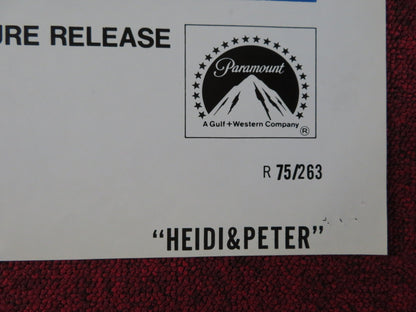 URE RELEASE
Paramount
A Gulf+Western Company
®
R 75/263
"HEIDI&PETER"